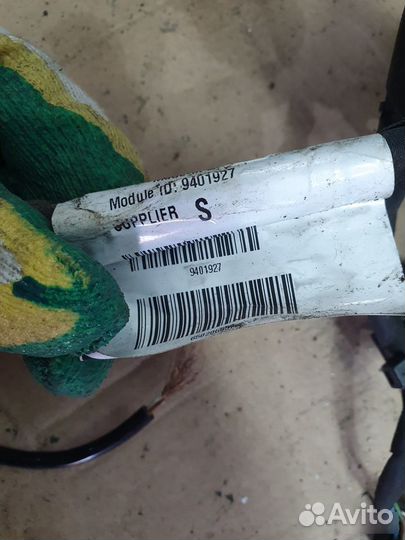 Module ID: 9401927
SUPPLIER S
9401927
Avito